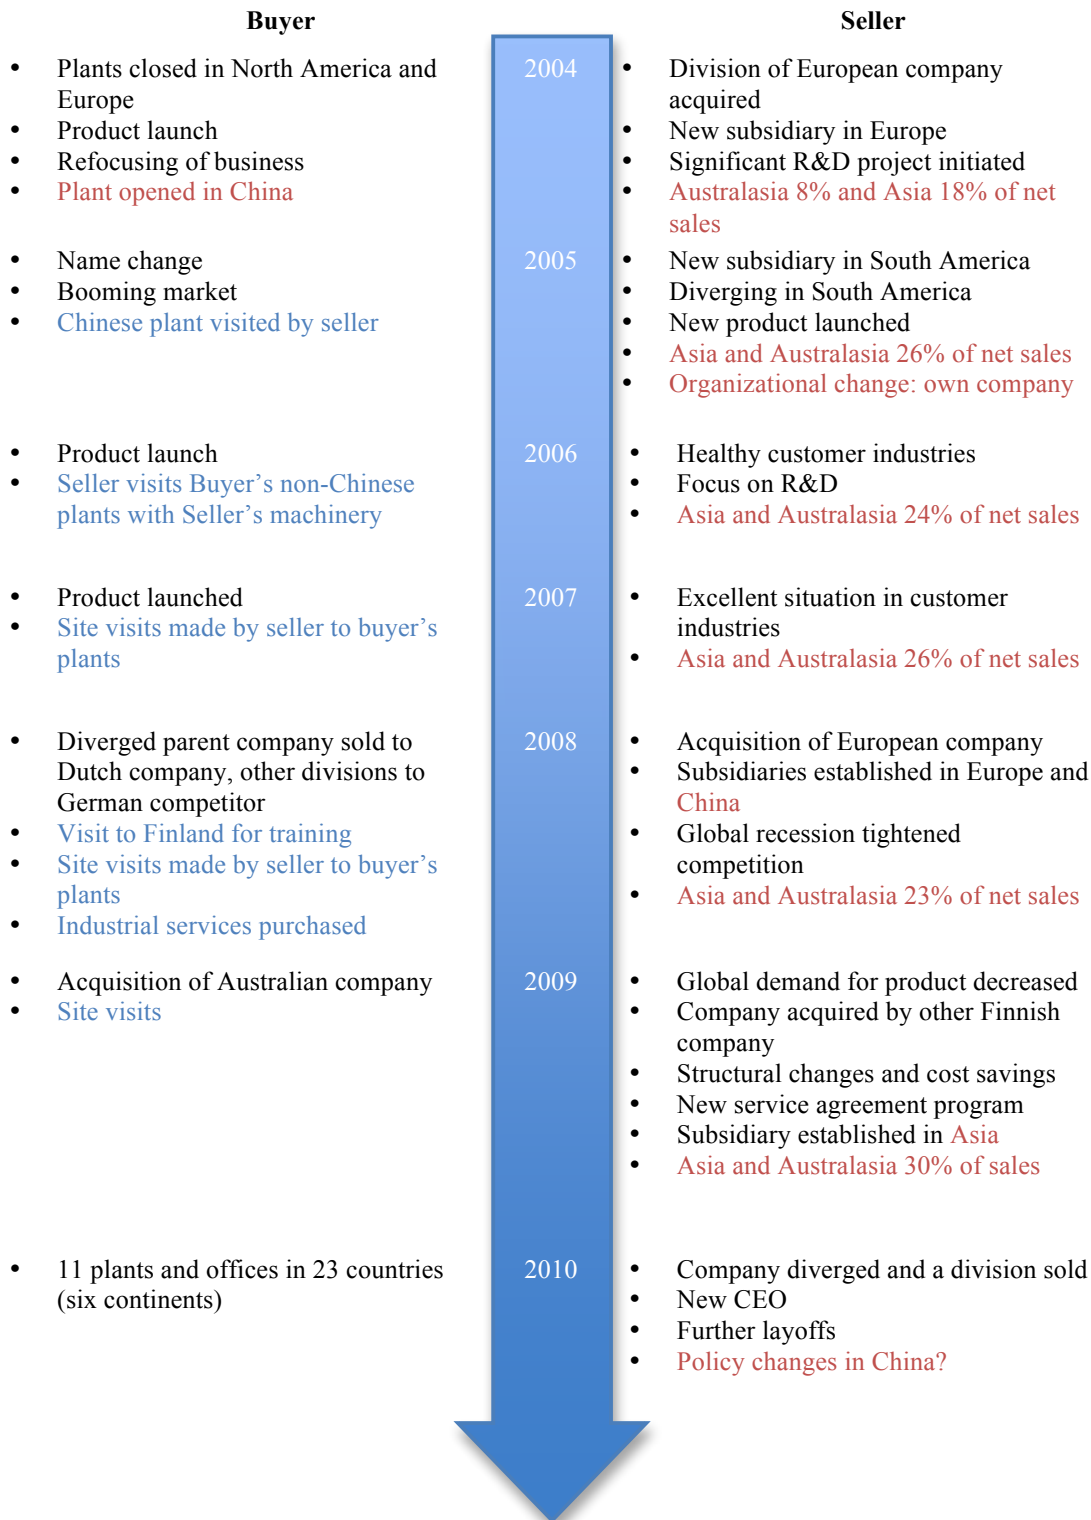 Buyer
Seller
2004
• Plants closed in North America and
Europe
• Product launch
• Refocusing of business
• Plant opened in China
• Division of European company
acquired
• New subsidiary in Europe
• Significant R&D project initiated
• Australasia 8% and Asia 18% of net
sales
2005
• Name change
• Booming market
• Chinese plant visited by seller
• New subsidiary in South America
• Diverging in South America
• New product launched
• Asia and Australasia 26% of net sales
• Organizational change: own company
2006
• Product launch
• Seller visits Buyer’s non-Chinese
plants with Seller’s machinery
• Healthy customer industries
• Focus on R&D
• Asia and Australasia 24% of net sales
2007
• Product launched
• Site visits made by seller to buyer’s
plants
• Excellent situation in customer
industries
• Asia and Australasia 26% of net sales
2008
• Diverged parent company sold to
Dutch company, other divisions to
German competitor
• Visit to Finland for training
• Site visits made by seller to buyer’s
plants
• Industrial services purchased
• Acquisition of European company
• Subsidiaries established in Europe and
China
• Global recession tightened
competition
• Asia and Australasia 23% of net sales
2009
• Acquisition of Australian company
• Site visits
• Global demand for product decreased
• Company acquired by other Finnish
company
• Structural changes and cost savings
• New service agreement program
• Subsidiary established in Asia
• Asia and Australasia 30% of sales
2010
• 11 plants and offices in 23 countries
(six continents)
• Company diverged and a division sold
• New CEO
• Further layoffs
• Policy changes in China?